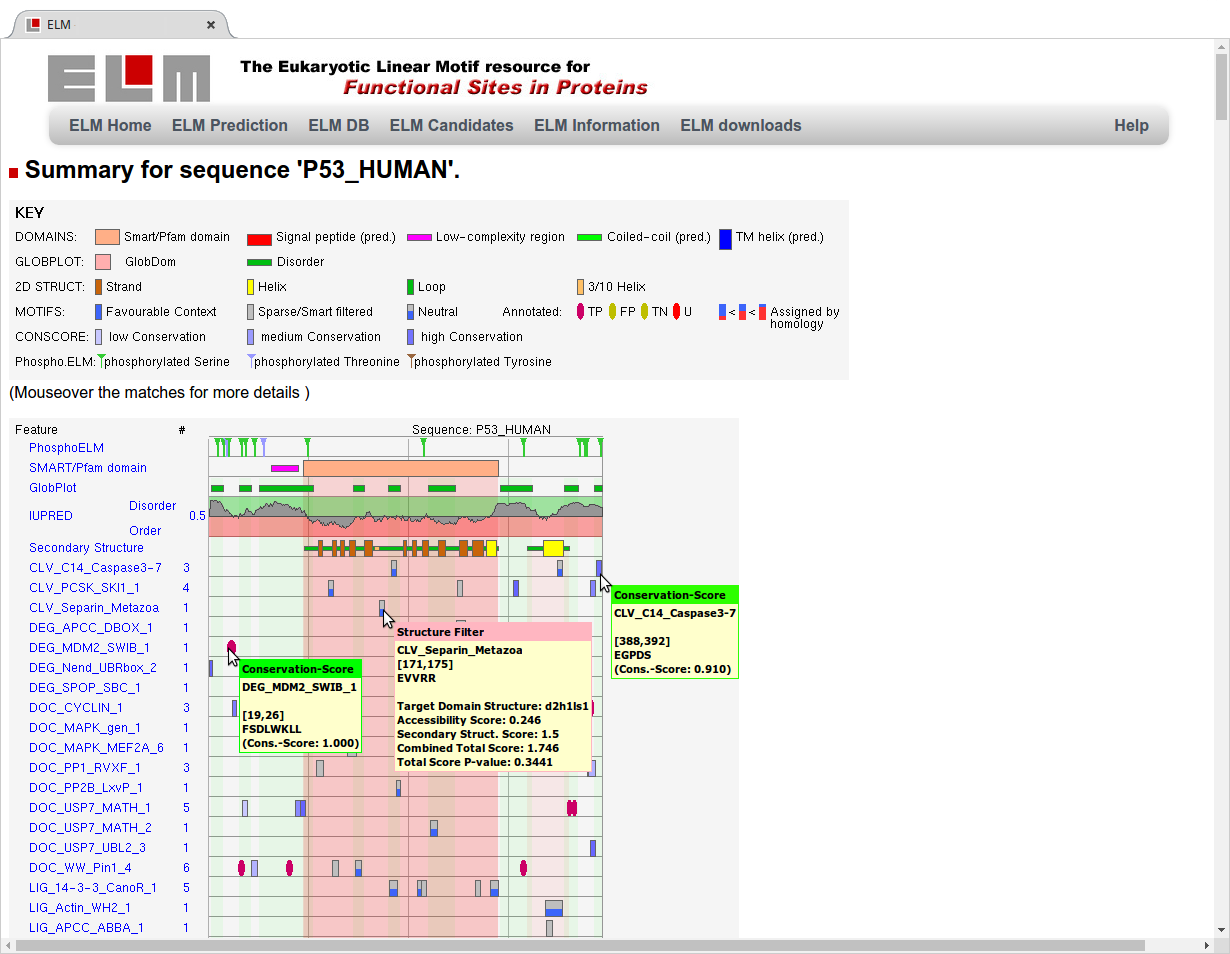 ELM ×
ELM The Eukaryotic Linear Motif resource for
Functional Sites in Proteins
ELM Home ELM Prediction ELM DB ELM Candidates ELM Information ELM downloads Help
Summary for sequence 'P53_HUMAN'.
KEY
DOMAINS: Smart/Pfam domain Signal peptide (pred.) Low-complexity region Coiled-coil (pred.) TM helix (pred.)
GLOBPLOT: GlobDom Disorder
2D STRUCT: Strand Helix Loop 3/10 Helix
MOTIFS: Favourable Context Sparse/Smart filtered Neutral Annotated: TP FP TN U < < Assigned by
homology
CONSCORE: low Conservation medium Conservation high Conservation
Phospho.ELM: phosphorylated Serine phosphorylated Threonine phosphorylated Tyrosine
(Mouseover the matches for more details )
Feature # Sequence: P53_HUMAN
PhosphoELM
SMART/Pfam domain
GlobPlot
Disorder
IUPRED 0.5
Order
Secondary Structure
CLV_C14_Caspase3-7 3
CLV_PCSK_SKI1_1 4
CLV_Separin_Metazoa 1
DEG_APCC_DBOX_1 1
DEG_MDM2_SWIB_1 1
DEG_Nend_UBRbox_2 1
DEG_SPOP_SBC_1 1
DOC_CYCLIN_1 3
DOC_MAPK_gen_1 1
DOC_MAPK_MEF2A_6 1
DOC_PP1_RVXF_1 3
DOC_PP2B_LxvP_1 1
DOC_USP7_MATH_1 5
DOC_USP7_MATH_2 1
DOC_USP7_UBL2_3 1
DOC_WW_Pin1_4 6
LIG_14-3-3_CanoR_1 5
LIG_Actin_WH2_1 1
LIG_APCC_ABBA_1 1
Conservation-Score
DEG_MDM2_SWIB_1
[19,26]
FSDLWKLL
(Cons.-Score: 1.000)
Structure Filter
CLV_Separin_Metazoa
[171,175]
EVVRR
Target Domain Structure: d2h1ls1
Accessibility Score: 0.246
Secondary Struct. Score: 1.5
Combined Total Score: 1.746
Total Score P-value: 0.3441
Conservation-Score
CLV_C14_Caspase3-7
[388,392]
EGPDS
(Cons.-Score: 0.910)